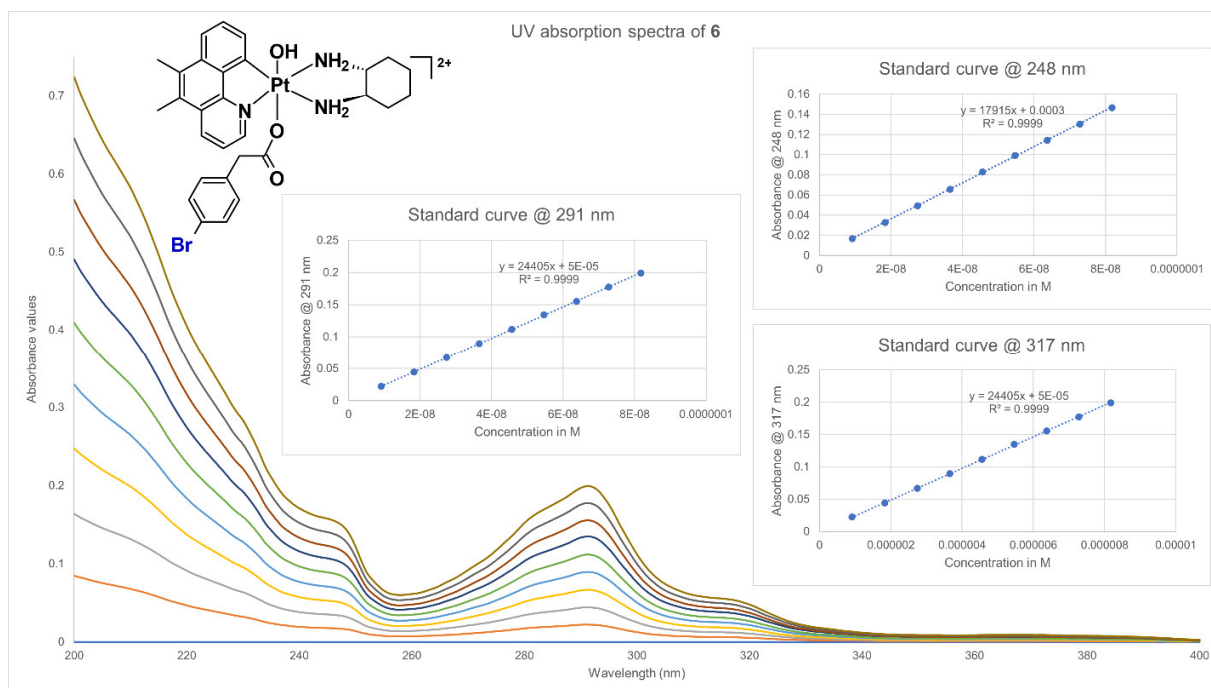 UV absorption spectra of 6
OH
NH2
2+
Pt
N
NH2
O
O
Br
Standard curve @ 248 nm
y = 17915x + 0.0003
R² = 0.9999
Absorbance @ 248 nm
0.16
0.14
0.12
0.1
0.08
0.06
0.04
0.02
0
0 2E-08 4E-08 6E-08 8E-08 0.0000001
Concentration in M
Standard curve @ 291 nm
y = 24405x + 5E-05
R² = 0.9999
Absorbance @ 291 nm
0.25
0.2
0.15
0.1
0.05
0
0 2E-08 4E-08 6E-08 8E-08 0.0000001
Concentration in M
Standard curve @ 317 nm
y = 24405x + 5E-05
R² = 0.9999
Absorbance @ 317 nm
0.25
0.2
0.15
0.1
0.05
0
0 0.000002 0.000004 0.000006 0.000008 0.00001
Concentration in M
Absorbance values
0.7
0.6
0.5
0.4
0.3
0.2
0.1
0
200 220 240 260 280 300 320 340 360 380 400
Wavelength (nm)